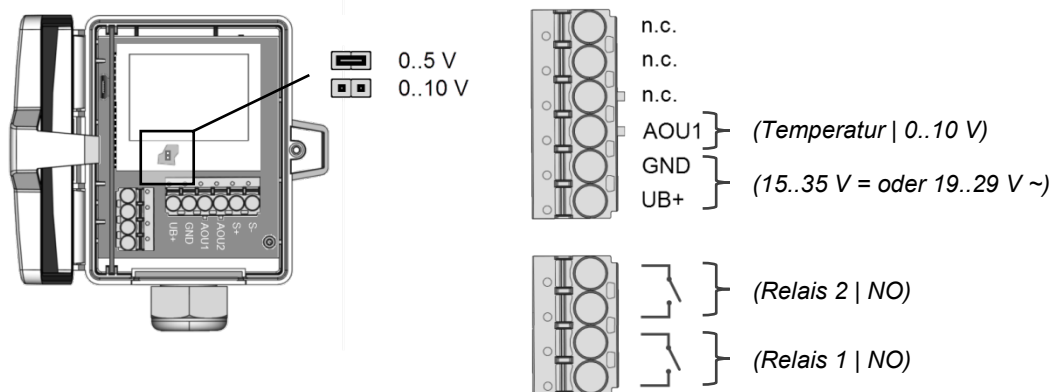 0..5 V
0..10 V
UB+
GND
AOU1
AOU2
S+
S-
n.c.
n.c.
n.c.
AOU1 (Temperatur | 0..10 V)
GND
UB+ (15..35 V = oder 19..29 V ~)
(Relais 2 | NO)
(Relais 1 | NO)